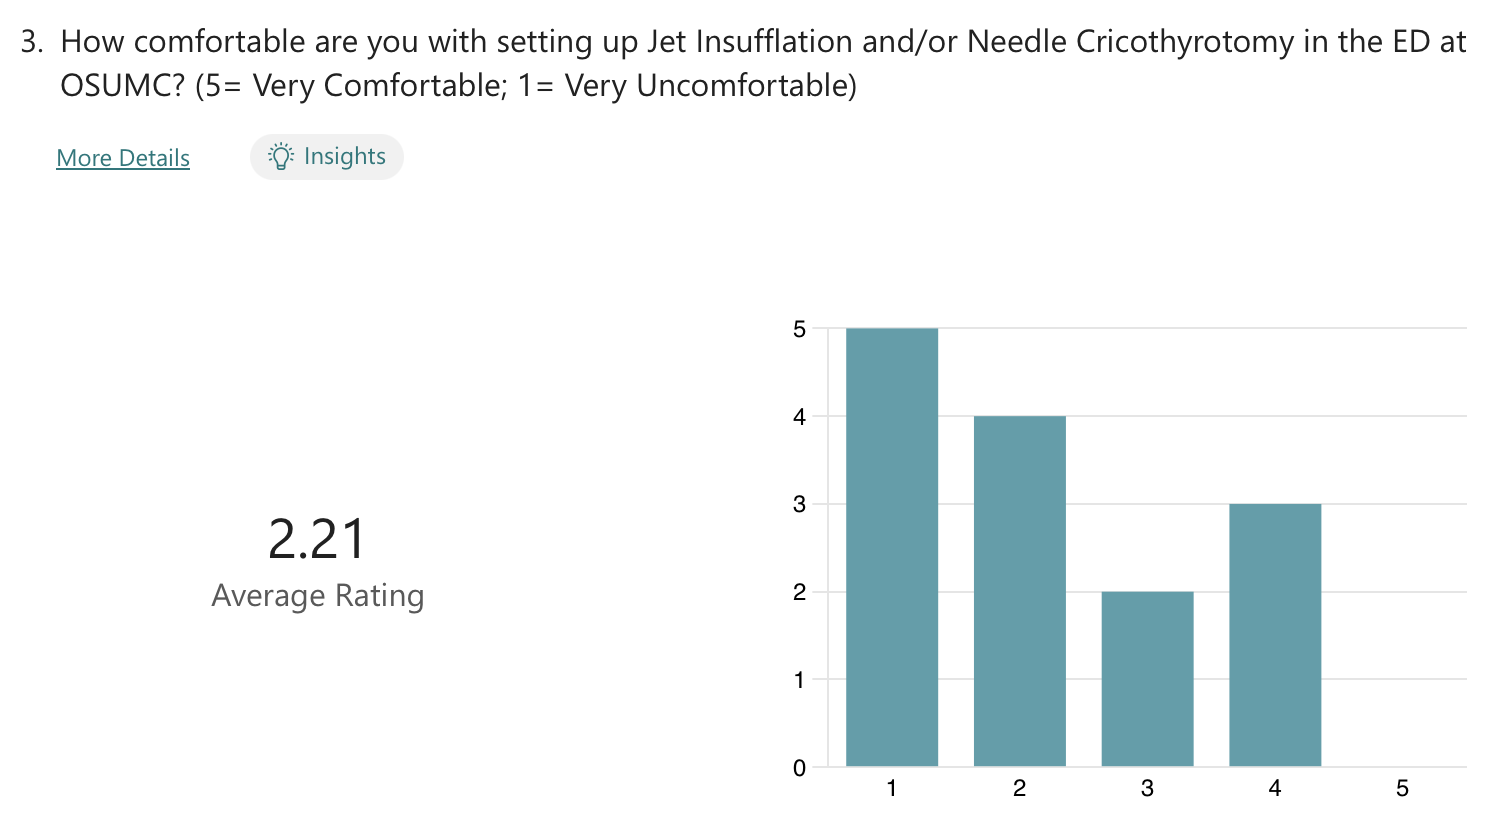 3. How comfortable are you with setting up Jet Insufflation and/or Needle Cricothyrotomy in the ED at
OSUMC? (5= Very Comfortable; 1= Very Uncomfortable)
More Details
Insights
2.21
Average Rating
5
4
3
2
1
0
1 2 3 4 5